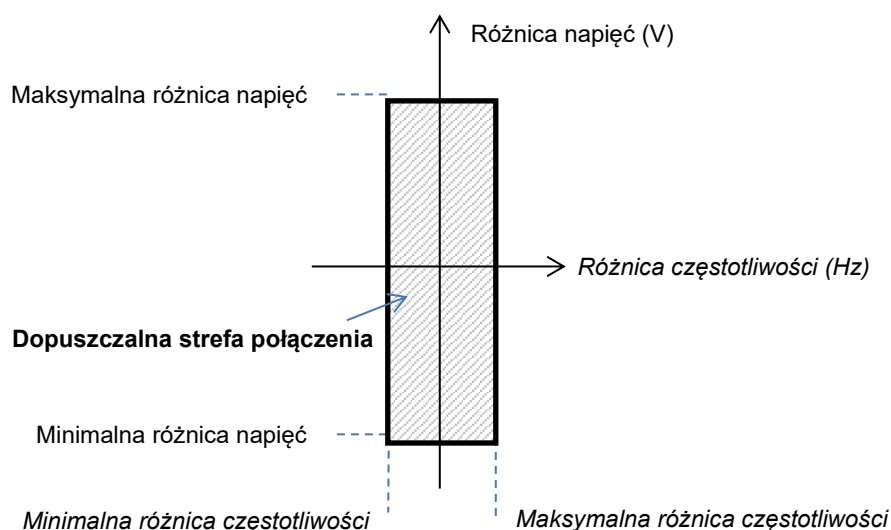 Różnica napięć (V)
Maksymalna różnica napięć
Różnica częstotliwości (Hz)
Dopuszczalna strefa połączenia
Minimalna różnica napięć
Minimalna różnica częstotliwości
Maksymalna różnica częstotliwości